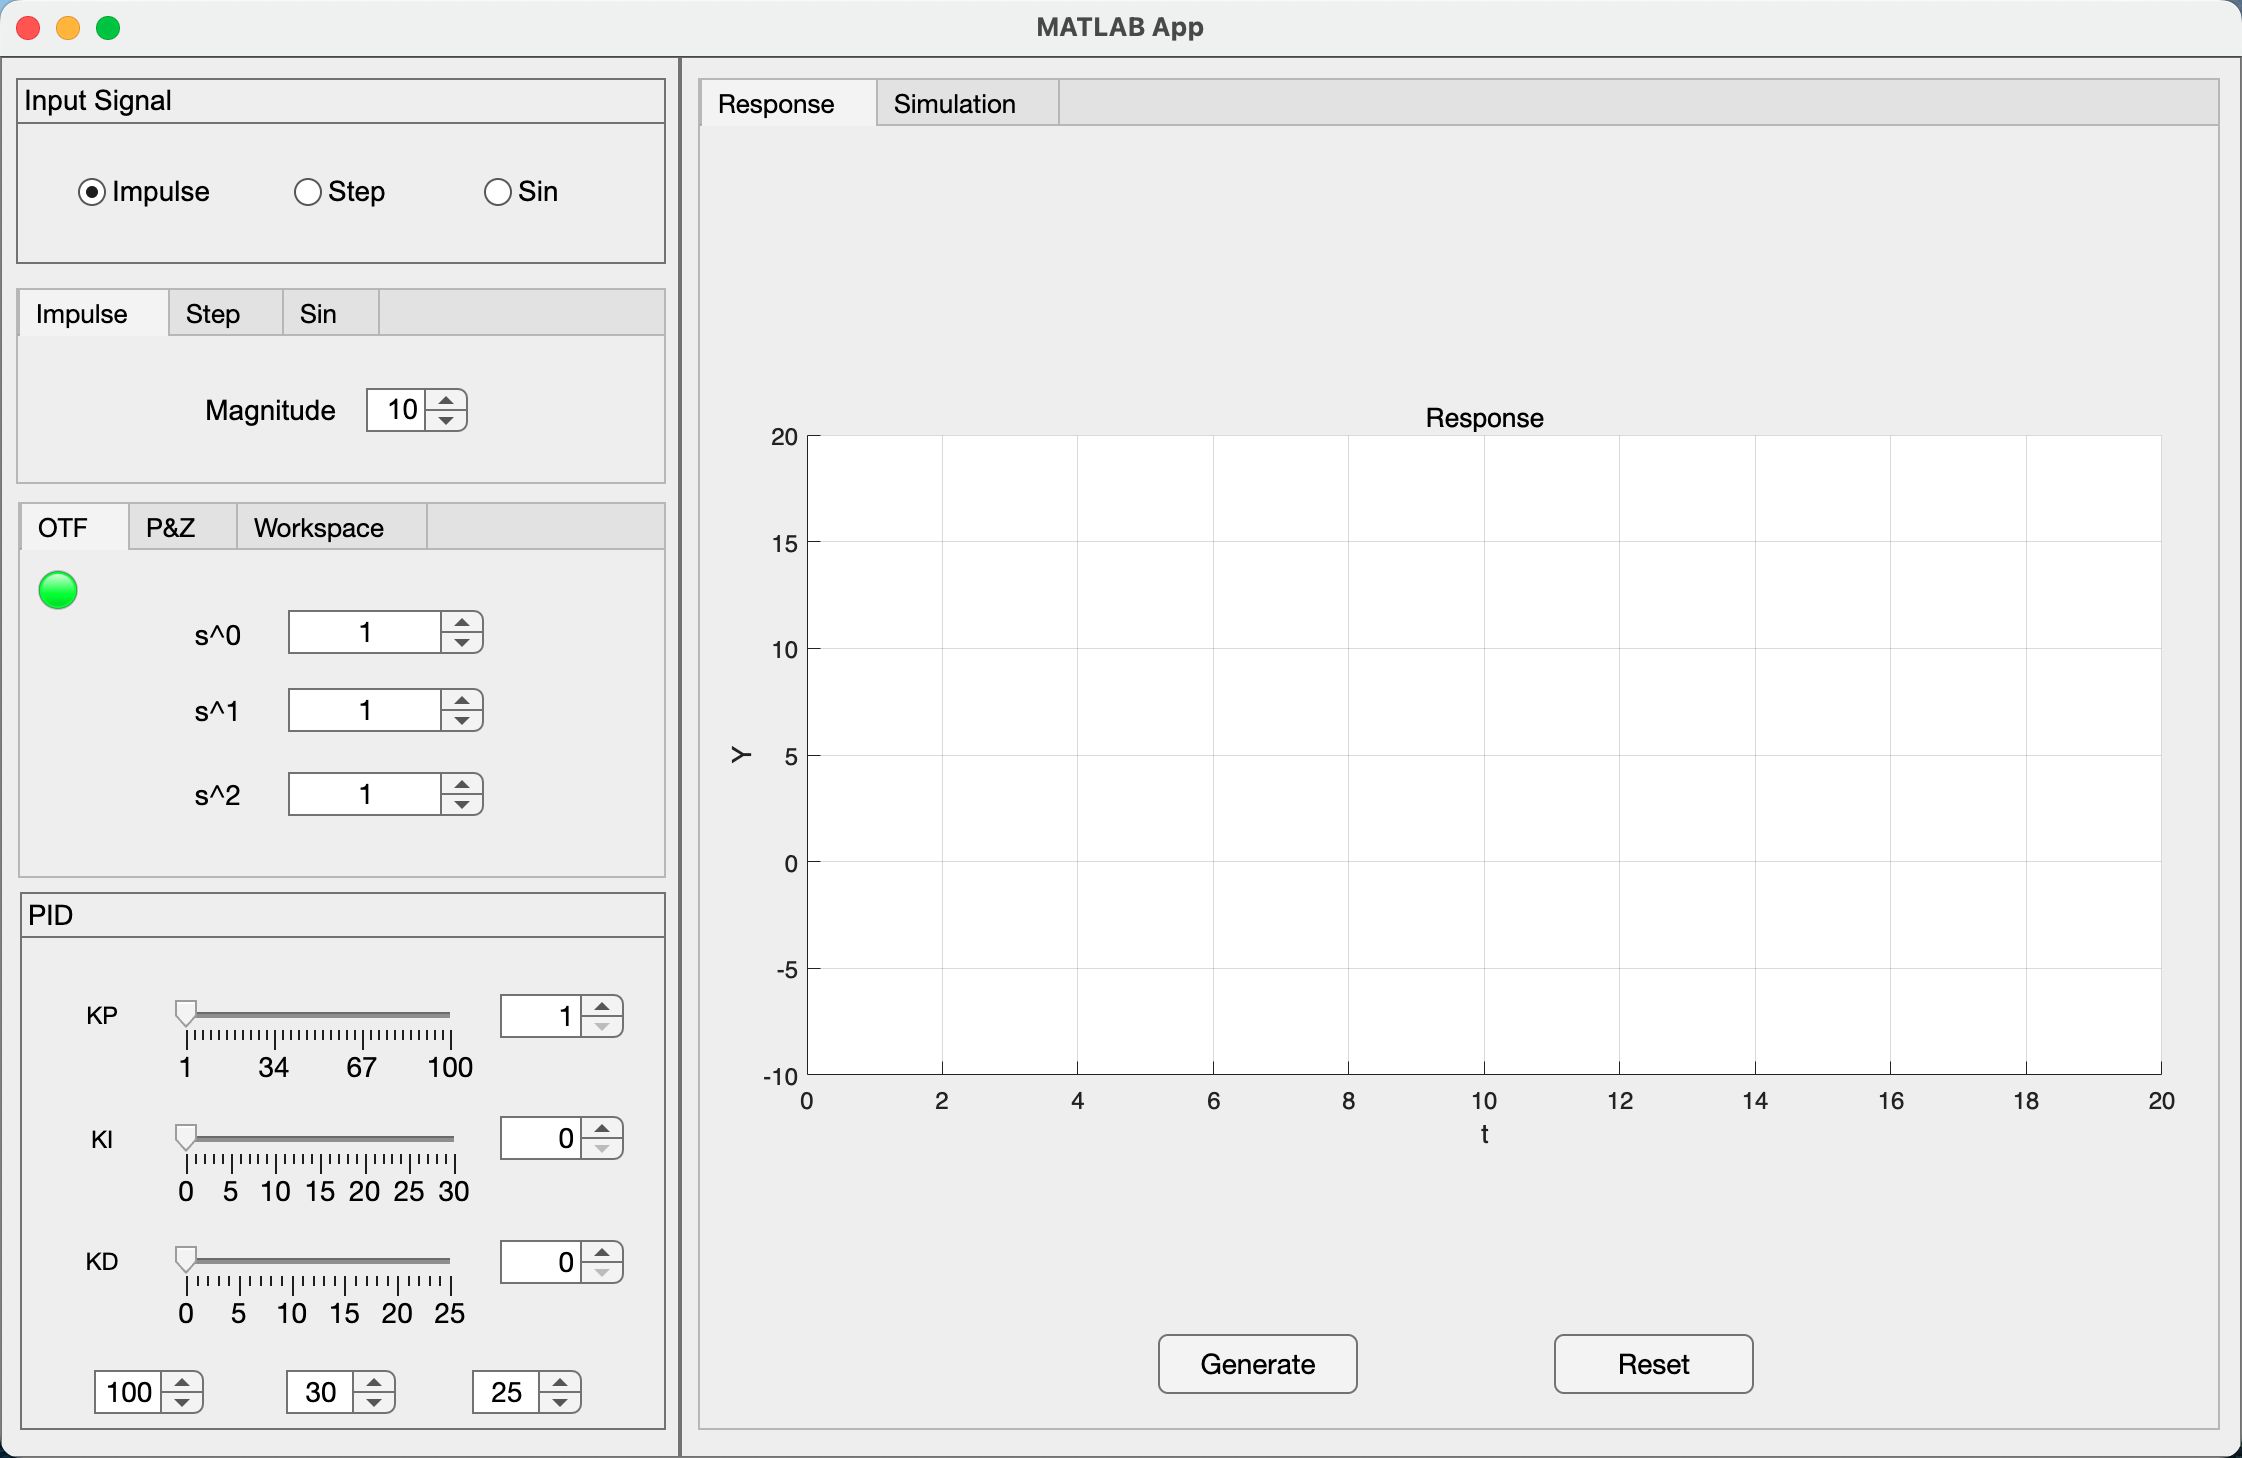 MATLAB App
Input Signal
Impulse Step Sin
Impulse Step Sin
Magnitude 10
OTF P&Z Workspace
s^0 1
s^1 1
s^2 1
PID
KP 1
1 34 67 100
KI 0
0 5 10 15 20 25 30
KD 0
0 5 10 15 20 25
100 30 25
Response Simulation
Response
20
15
10
5
0
-5
-10
Y
0 2 4 6 8 10 12 14 16 18 20
t
Generate Reset